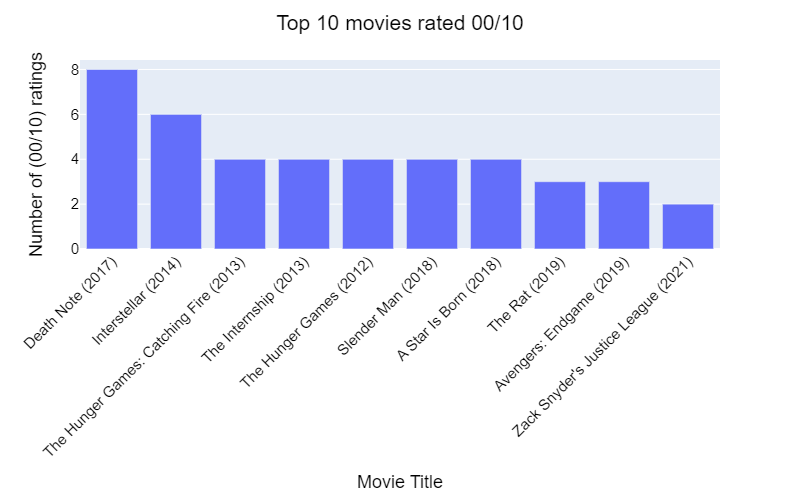 Top 10 movies rated 00/10
Number of (00/10) ratings
8
6
4
2
0
Death Note (2017)
Interstellar (2014)
The Hunger Games: Catching Fire (2013)
The Internship (2013)
The Hunger Games (2012)
Slender Man (2018)
A Star Is Born (2018)
The Rat (2019)
Avengers: Endgame (2019)
Zack Snyder's Justice League (2021)
Movie Title